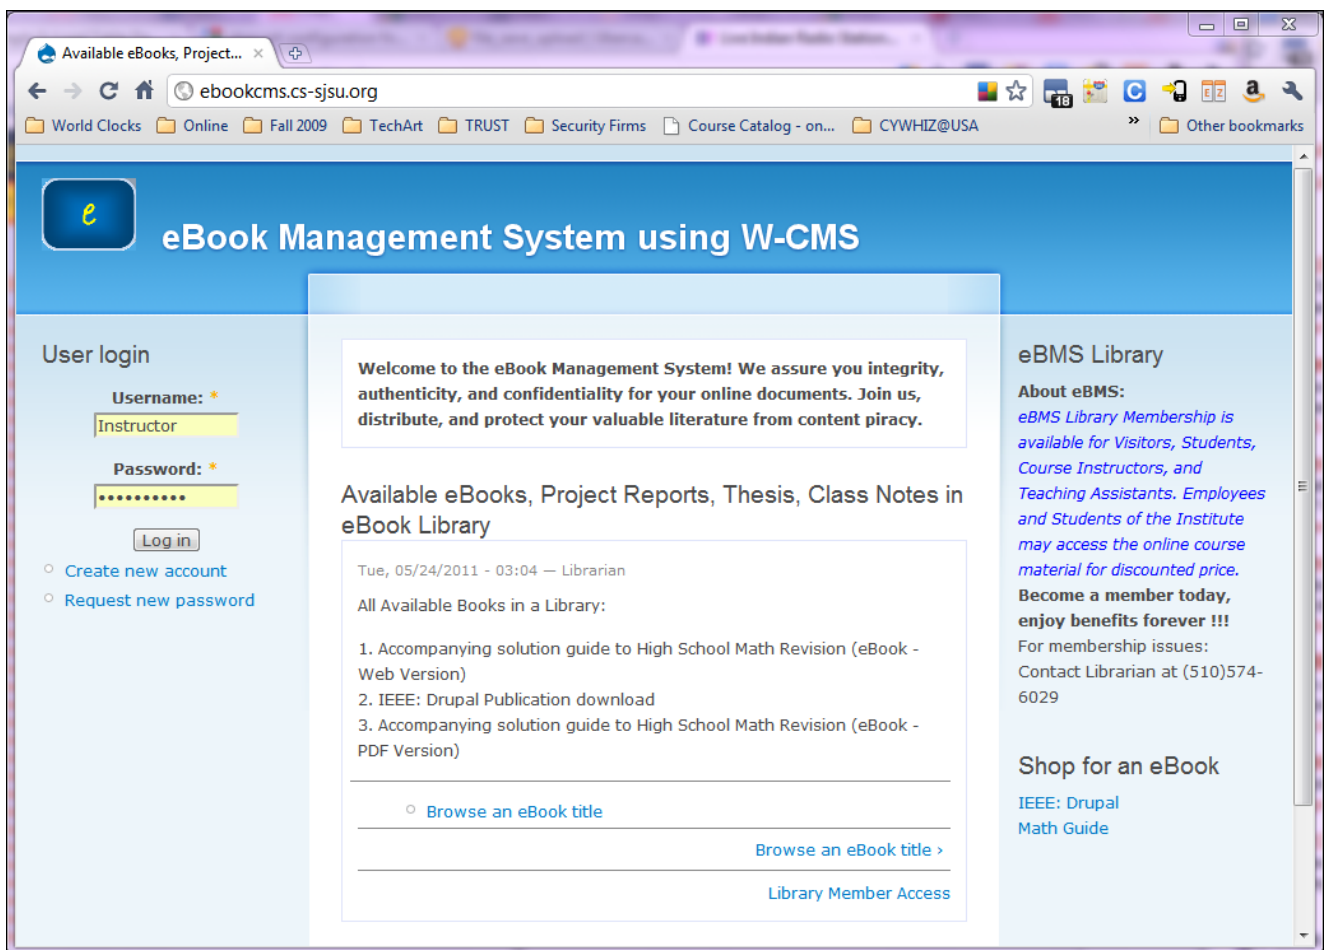 Available eBooks, Project...
ebookcms.cs-sjsu.org
18
World Clocks Online Fall 2009 TechArt TRUST Security Firms Course Catalog - on... CYWHIZ@USA » Other bookmarks
e
eBook Management System using W-CMS
User login
Username: *
Instructor
Password: *
••••••••••
Log in
Create new account
Request new password
Welcome to the eBook Management System! We assure you integrity,
authenticity, and confidentiality for your online documents. Join us,
distribute, and protect your valuable literature from content piracy.
Available eBooks, Project Reports, Thesis, Class Notes in
eBook Library
Tue, 05/24/2011 - 03:04 — Librarian
All Available Books in a Library:
1. Accompanying solution guide to High School Math Revision (eBook -
Web Version)
2. IEEE: Drupal Publication download
3. Accompanying solution guide to High School Math Revision (eBook -
PDF Version)
Browse an eBook title
Browse an eBook title ›
Library Member Access
eBMS Library
About eBMS:
eBMS Library Membership is
available for Visitors, Students,
Course Instructors, and
Teaching Assistants. Employees
and Students of the Institute
may access the online course
material for discounted price.
Become a member today,
enjoy benefits forever !!!
For membership issues:
Contact Librarian at (510)574-
6029
Shop for an eBook
IEEE: Drupal
Math Guide